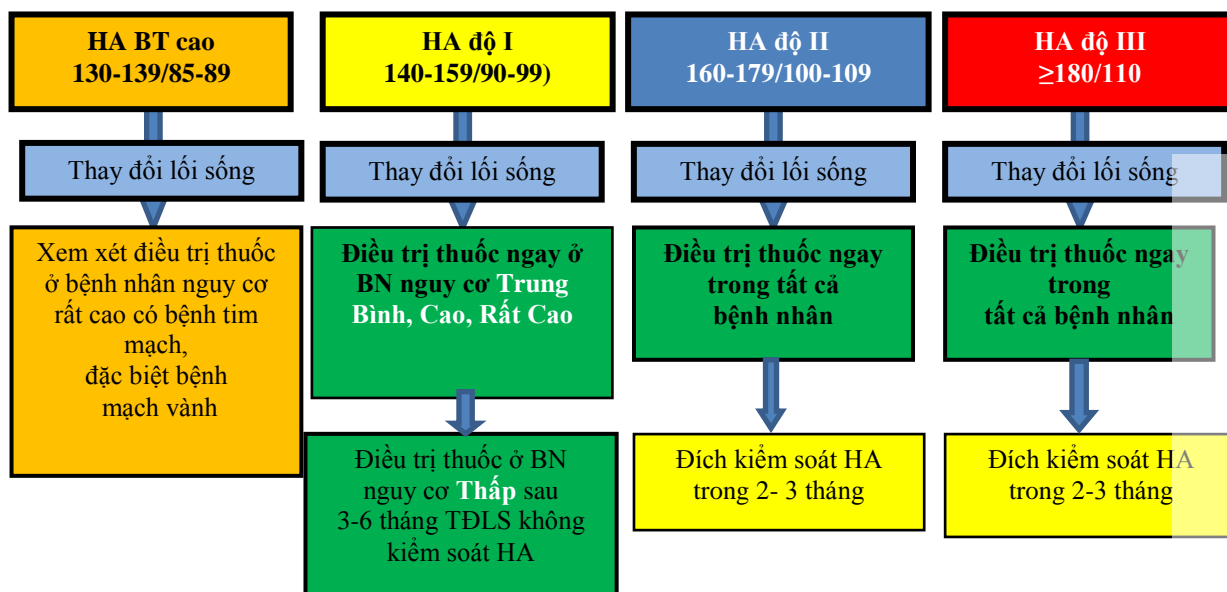 HA BT cao
130-139/85-89
Thay đổi lối sống
Xem xét điều trị thuốc
ở bệnh nhân nguy cơ
rất cao có bệnh tim
mạch,
đặc biệt bệnh
mạch vành
HA độ I
140-159/90-99)
Thay đổi lối sống
Điều trị thuốc ngay ở
BN nguy cơ Trung
Bình, Cao, Rất Cao
Điều trị thuốc ở BN
nguy cơ Thấp sau
3-6 tháng TĐLS không
kiểm soát HA
HA độ II
160-179/100-109
Thay đổi lối sống
Điều trị thuốc ngay
trong tất cả
bệnh nhân
Đích kiểm soát HA
trong 2- 3 tháng
HA độ III
≥180/110
Thay đổi lối sống
Điều trị thuốc ngay
trong
tất cả bệnh nhân
Đích kiểm soát HA
trong 2-3 tháng